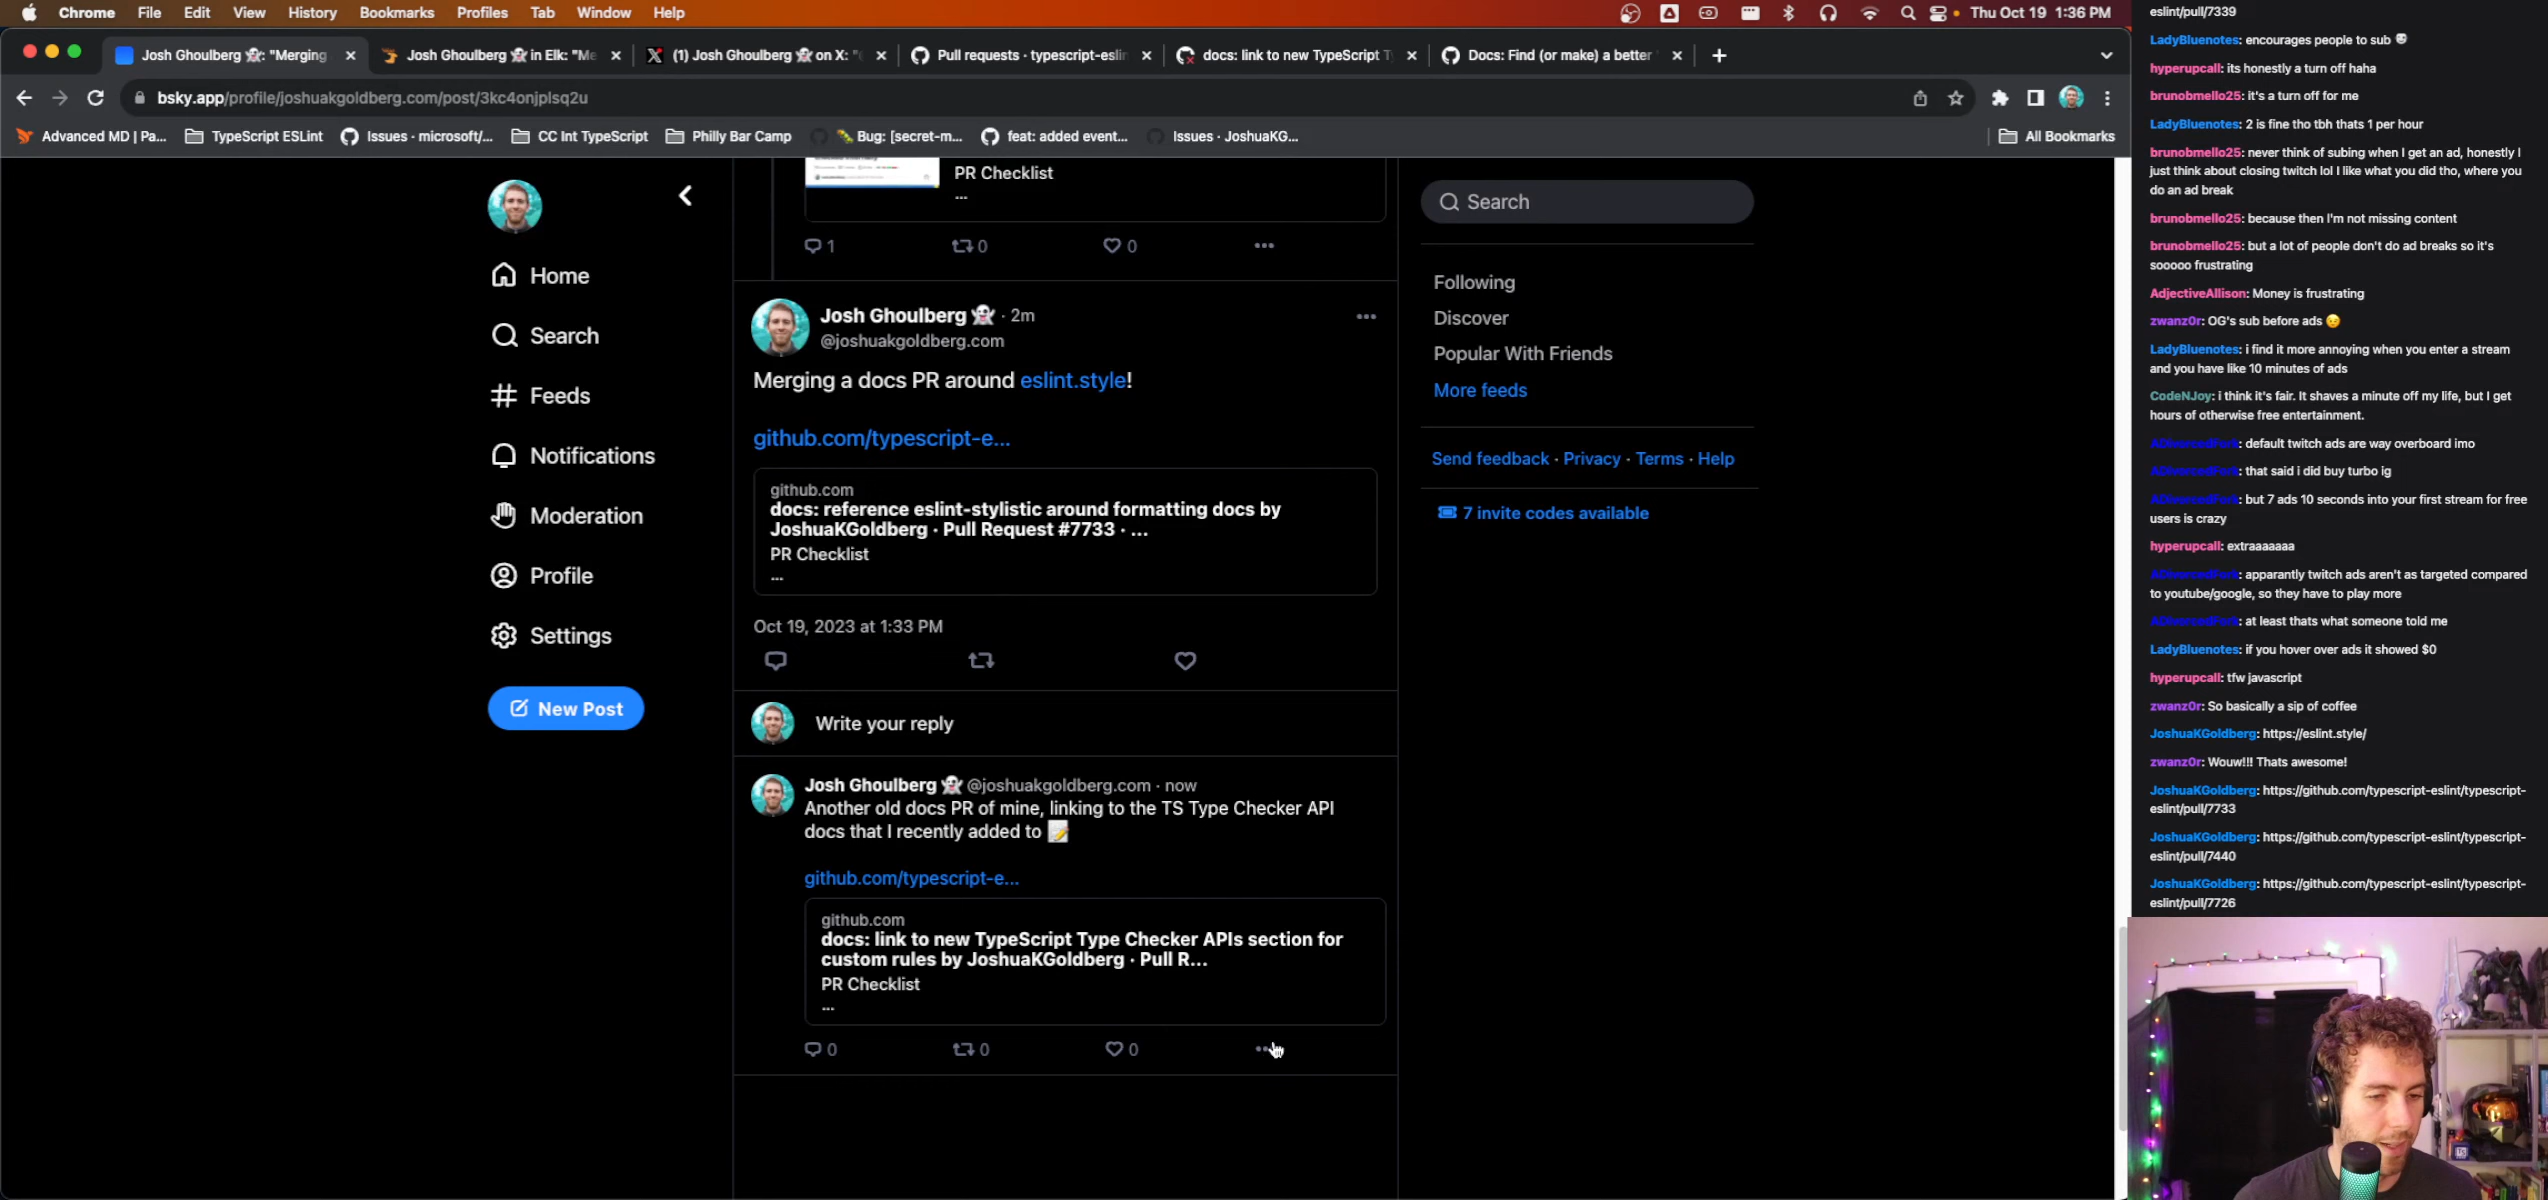 Chrome File Edit View History Bookmarks Profiles Tab Window Help
Thu Oct 19 1:36 PM
Josh Ghoulberg 👻: "Merging
Josh Ghoulberg 👻 in Elk: "Me
(1) Josh Ghoulberg 👻 on X: "
Pull requests · typescript-eslin
docs: link to new TypeScript T
Docs: Find (or make) a better
bsky.app/profile/joshuakgoldberg.com/post/3kc4onjplsq2u
Advanced MD | Pa...
TypeScript ESLint
Issues · microsoft/...
CC Int TypeScript
Philly Bar Camp
Bug: [secret-m...
feat: added event...
Issues · JoshuaKG...
All Bookmarks
Home
Search
Feeds
Notifications
Moderation
Profile
Settings
New Post
PR Checklist
...
1 0 0
Josh Ghoulberg 👻 · 2m
@joshuakgoldberg.com
Merging a docs PR around eslint.style!
github.com/typescript-e...
github.com
docs: reference eslint-stylistic around formatting docs by
JoshuaKGoldberg · Pull Request #7733 · ...
PR Checklist
...
Oct 19, 2023 at 1:33 PM
Write your reply
Josh Ghoulberg 👻 @joshuakgoldberg.com · now
Another old docs PR of mine, linking to the TS Type Checker API
docs that I recently added to 📝
github.com/typescript-e...
github.com
docs: link to new TypeScript Type Checker APIs section for
custom rules by JoshuaKGoldberg · Pull R...
PR Checklist
...
0 0 0
Search
Following
Discover
Popular With Friends
More feeds
Send feedback · Privacy · Terms · Help
7 invite codes available
eslint/pull/7339
LadyBluenotes: encourages people to sub
hyperupcall: its honestly a turn off haha
brunobmello25: it's a turn off for me
LadyBluenotes: 2 is fine tho tbh thats 1 per hour
brunobmello25: never think of subing when I get an ad, honestly I
just think about closing twitch lol I like what you did tho, where you
do an ad break
brunobmello25: because then I'm not missing content
brunobmello25: but a lot of people don't do ad breaks so it's
sooooo frustrating
AdjectiveAllison: Money is frustrating
zwanz0r: OG's sub before ads 😉
LadyBluenotes: i find it more annoying when you enter a stream
and you have like 10 minutes of ads
CodeNJoy: i think it's fair. It shaves a minute off my life, but I get
hours of otherwise free entertainment.
ADivorcedFork: default twitch ads are way overboard imo
ADivorcedFork: that said i did buy turbo ig
ADivorcedFork: but 7 ads 10 seconds into your first stream for free
users is crazy
hyperupcall: extraaaaaaa
ADivorcedFork: apparantly twitch ads aren't as targeted compared
to youtube/google, so they have to play more
ADivorcedFork: at least thats what someone told me
LadyBluenotes: if you hover over ads it showed $0
hyperupcall: tfw javascript
zwanz0r: So basically a sip of coffee
JoshuaKGoldberg: https://eslint.style/
zwanz0r: Wouw!!! Thats awesome!
JoshuaKGoldberg: https://github.com/typescript-eslint/typescript-
eslint/pull/7733
JoshuaKGoldberg: https://github.com/typescript-eslint/typescript-
eslint/pull/7440
JoshuaKGoldberg: https://github.com/typescript-eslint/typescript-
eslint/pull/7726